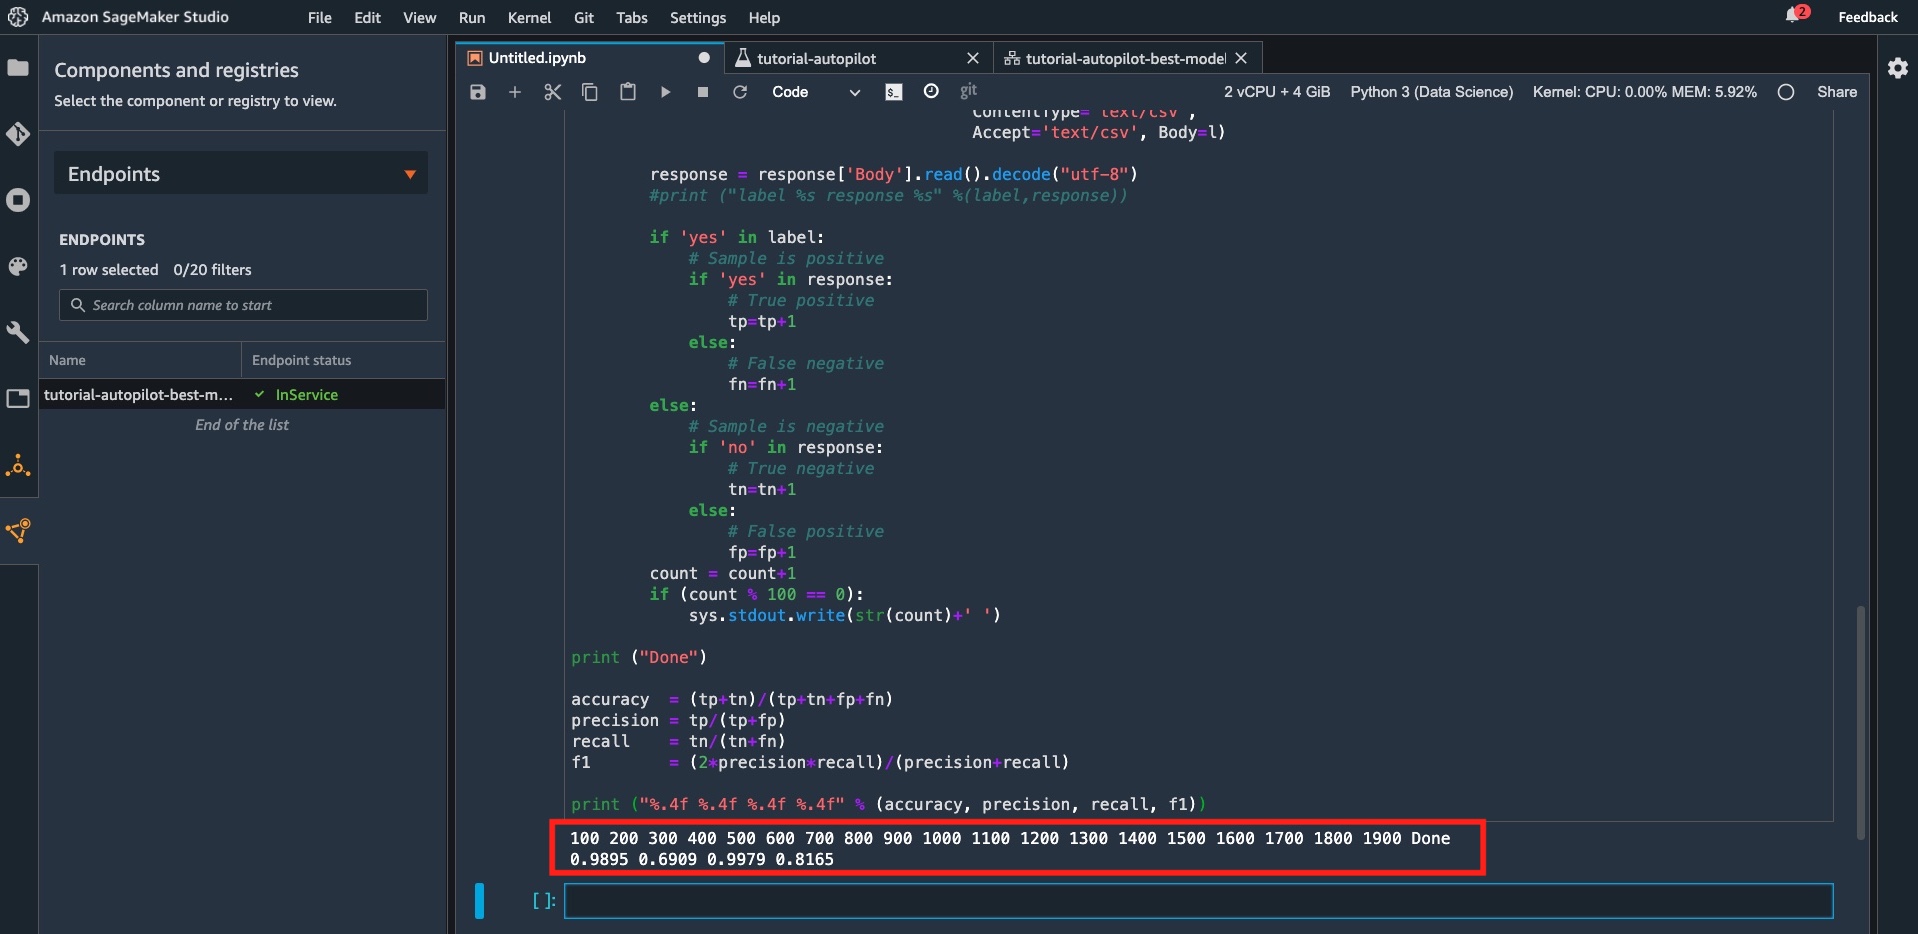 Amazon SageMaker Studio File Edit View Run Kernel Git Tabs Settings Help 2 Feedback
Components and registries
Select the component or registry to view.
Endpoints
ENDPOINTS
1 row selected 0/20 filters
Search column name to start
Name Endpoint status
tutorial-autopilot-best-m... InService
End of the list
Untitled.ipynb tutorial-autopilot tutorial-autopilot-best-model
Code git 2 vCPU + 4 GiB Python 3 (Data Science) Kernel: CPU: 0.00% MEM: 5.92% Share
ContentType='text/csv',
Accept='text/csv', Body=l)
response = response['Body'].read().decode("utf-8")
#print ("label %s response %s" %(label,response))
if 'yes' in label:
# Sample is positive
if 'yes' in response:
# True positive
tp=tp+1
else:
# False negative
fn=fn+1
else:
# Sample is negative
if 'no' in response:
# True negative
tn=tn+1
else:
# False positive
fp=fp+1
count = count+1
if (count % 100 == 0):
sys.stdout.write(str(count)+' ')
print ("Done")
accuracy = (tp+tn)/(tp+tn+fp+fn)
precision = tp/(tp+fp)
recall = tn/(tn+fn)
f1 = (2*precision*recall)/(precision+recall)
print ("%.4f %.4f %.4f %.4f" % (accuracy, precision, recall, f1))
100 200 300 400 500 600 700 800 900 1000 1100 1200 1300 1400 1500 1600 1700 1800 1900 Done
0.9895 0.6909 0.9979 0.8165
[ ]: